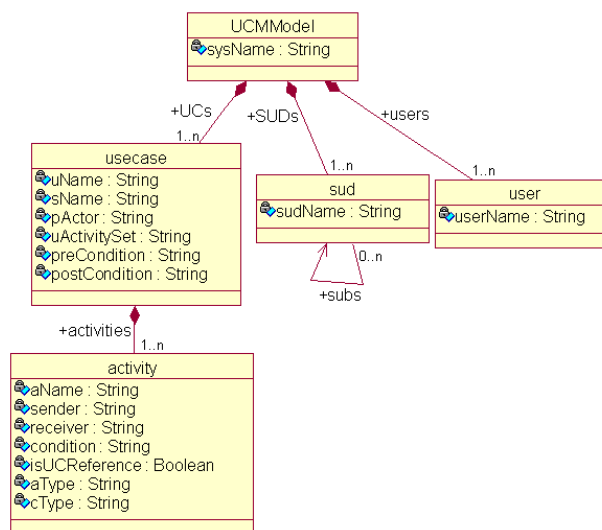 UCMModel
sysName : String
+UCs
+SUDs
+users
1..n
1..n
1..n
usecase
uName : String
sName : String
pActor : String
uActivitySet : String
preCondition : String
postCondition : String
sud
sudName : String
user
userName : String
0..n
+subs
+activities
1..n
activity
aName : String
sender : String
receiver : String
condition : String
isUCReference : Boolean
aType : String
cType : String